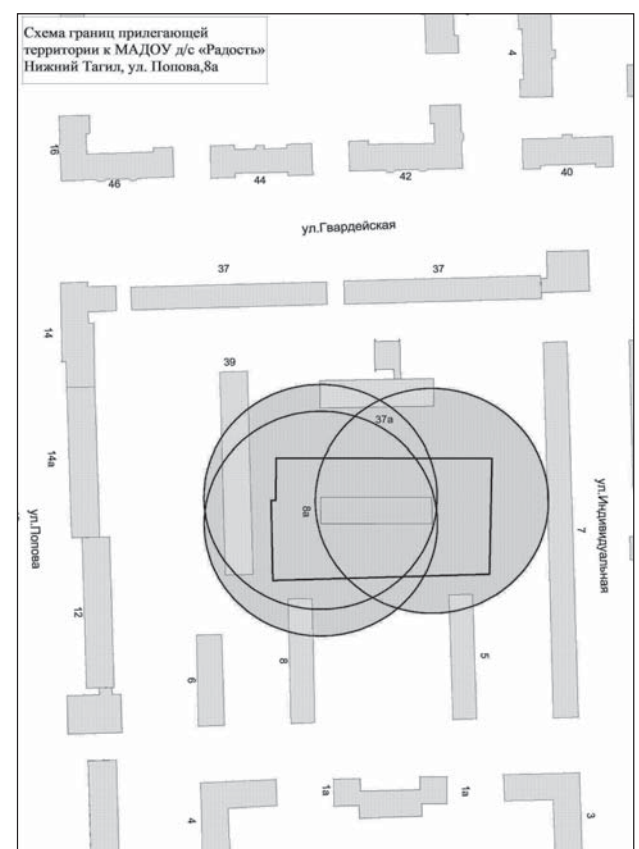 Схема границ прилегающей
территории к МАДОУ д/с «Радость»
Нижний Тагил, ул. Попова,8а
4
16
46
44
42
40
ул.Гвардейская
37
37
14
39
37а
14а
8а
ул.Попова
7
ул.Индивидуальная
12
6
8
5
4
1а
1а
3